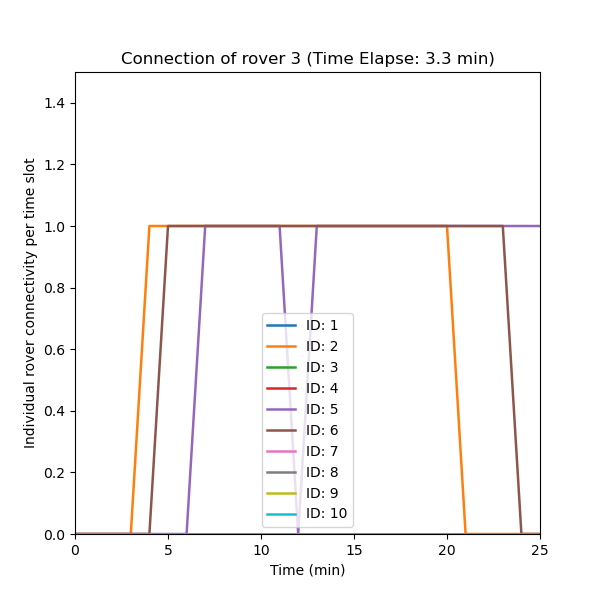 Connection of rover 3 (Time Elapse: 3.3 min)
Individual rover connectivity per time slot
1.4
1.2
1.0
0.8
0.6
0.4
0.2
0.0
ID: 1
ID: 2
ID: 3
ID: 4
ID: 5
ID: 6
ID: 7
ID: 8
ID: 9
ID: 10
0 5 10 15 20 25
Time (min)